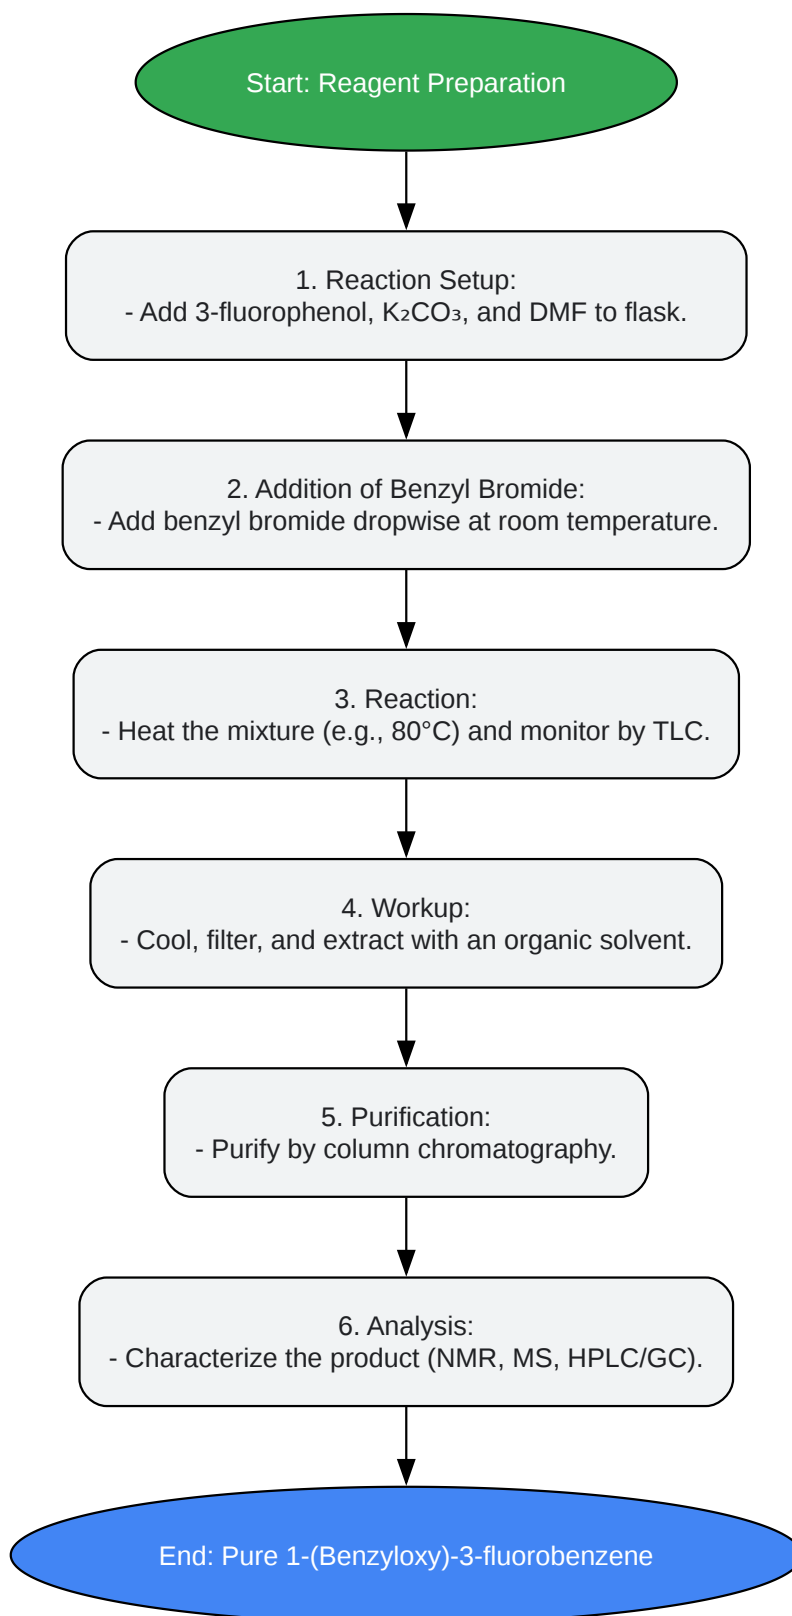 Start: Reagent Preparation
1. Reaction Setup:
- Add 3-fluorophenol, K₂CO₃, and DMF to flask.
2. Addition of Benzyl Bromide:
- Add benzyl bromide dropwise at room temperature.
3. Reaction:
- Heat the mixture (e.g., 80°C) and monitor by TLC.
4. Workup:
- Cool, filter, and extract with an organic solvent.
5. Purification:
- Purify by column chromatography.
6. Analysis:
- Characterize the product (NMR, MS, HPLC/GC).
End: Pure 1-(Benzyloxy)-3-fluorobenzene